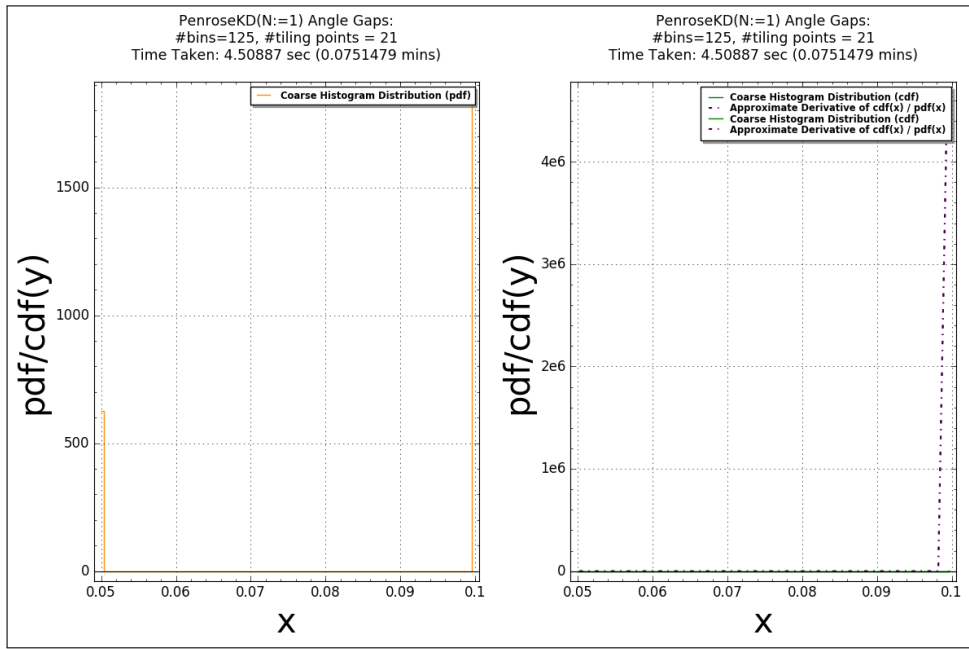 PenroseKD(N:=1) Angle Gaps:
#bins=125, #tiling points = 21
Time Taken: 4.50887 sec (0.0751479 mins)
Coarse Histogram Distribution (pdf)
pdf/cdf(y)
1500
1000
500
0
0.05
0.06
0.07
0.08
0.09
0.1
x
PenroseKD(N:=1) Angle Gaps:
#bins=125, #tiling points = 21
Time Taken: 4.50887 sec (0.0751479 mins)
Coarse Histogram Distribution (cdf)
Approximate Derivative of cdf(x) / pdf(x)
Coarse Histogram Distribution (cdf)
Approximate Derivative of cdf(x) / pdf(x)
pdf/cdf(y)
4e6
3e6
2e6
1e6
0
0.05
0.06
0.07
0.08
0.09
0.1
x